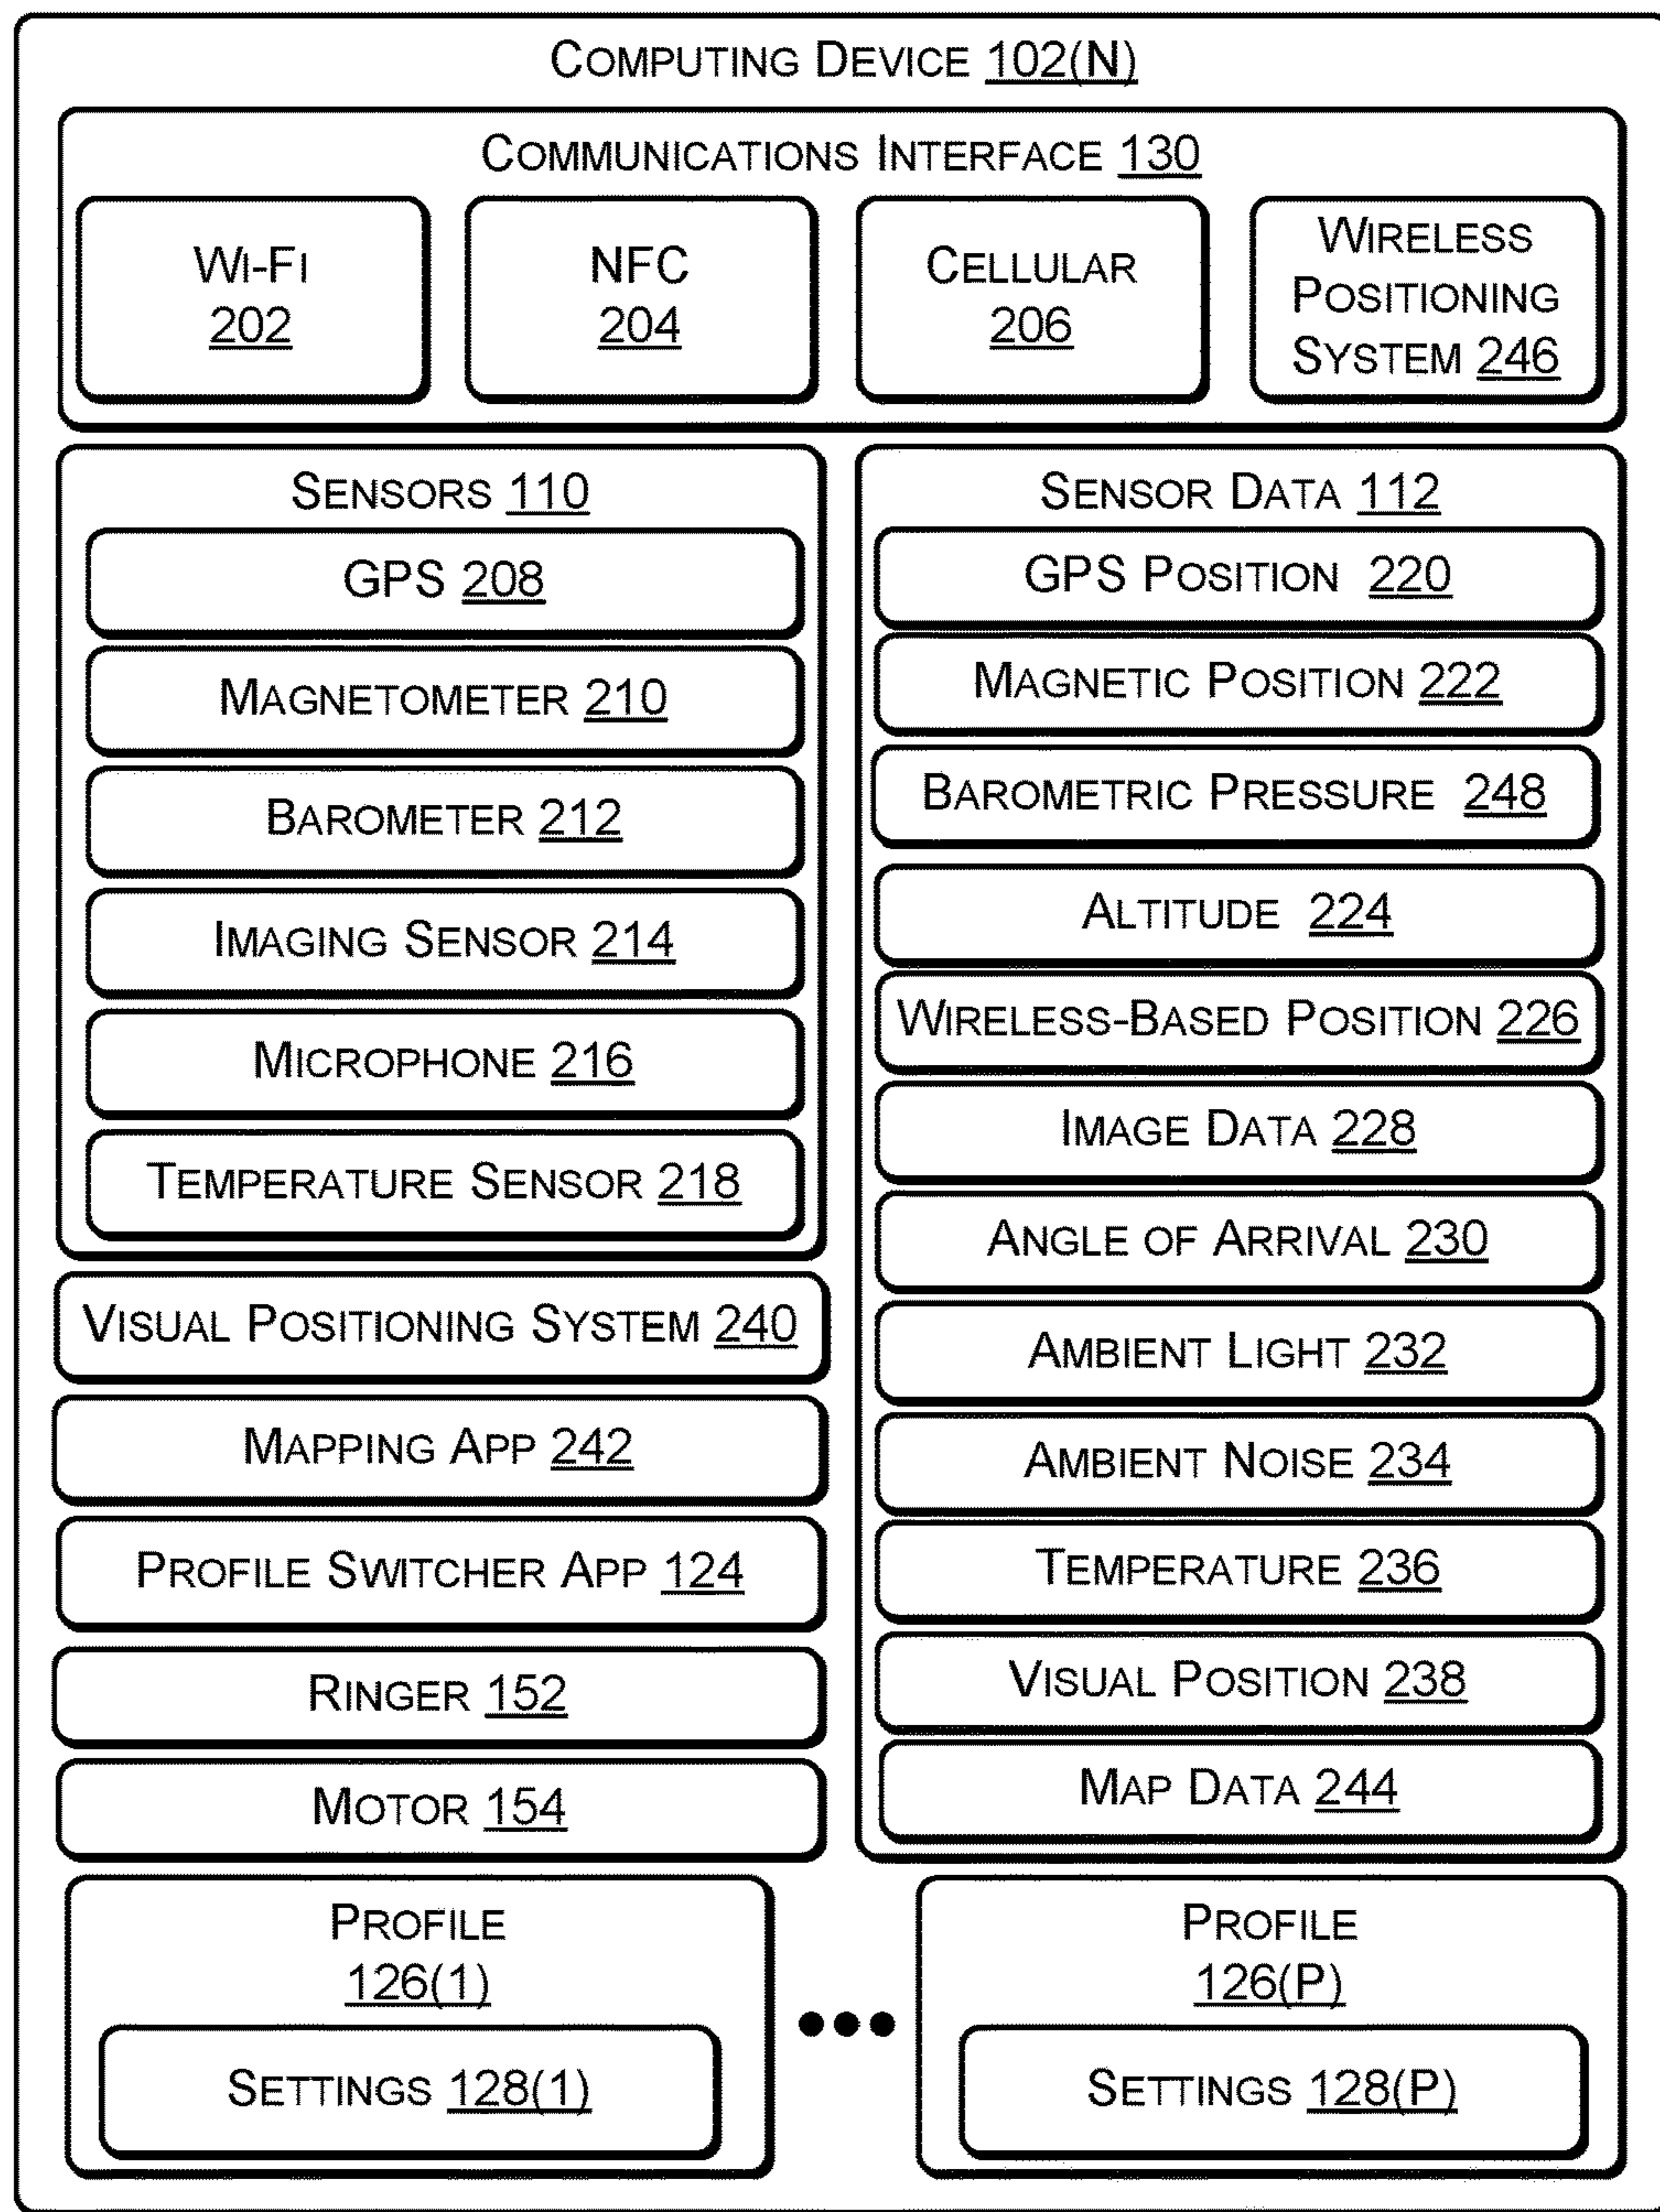 COMPUTING DEVICE 102(N)
COMMUNICATIONS INTERFACE 130
WI-FI
202
NFC
204
CELLULAR
206
WIRELESS
POSITIONING
SYSTEM 246
SENSORS 110
GPS 208
MAGNETOMETER 210
BAROMETER 212
IMAGING SENSOR 214
MICROPHONE 216
TEMPERATURE SENSOR 218
VISUAL POSITIONING SYSTEM 240
MAPPING APP 242
PROFILE SWITCHER APP 124
RINGER 152
MOTOR 154
SENSOR DATA 112
GPS POSITION 220
MAGNETIC POSITION 222
BAROMETRIC PRESSURE 248
ALTITUDE 224
WIRELESS-BASED POSITION 226
IMAGE DATA 228
ANGLE OF ARRIVAL 230
AMBIENT LIGHT 232
AMBIENT NOISE 234
TEMPERATURE 236
VISUAL POSITION 238
MAP DATA 244
PROFILE
126(1)
SETTINGS 128(1)
PROFILE
126(P)
SETTINGS 128(P)